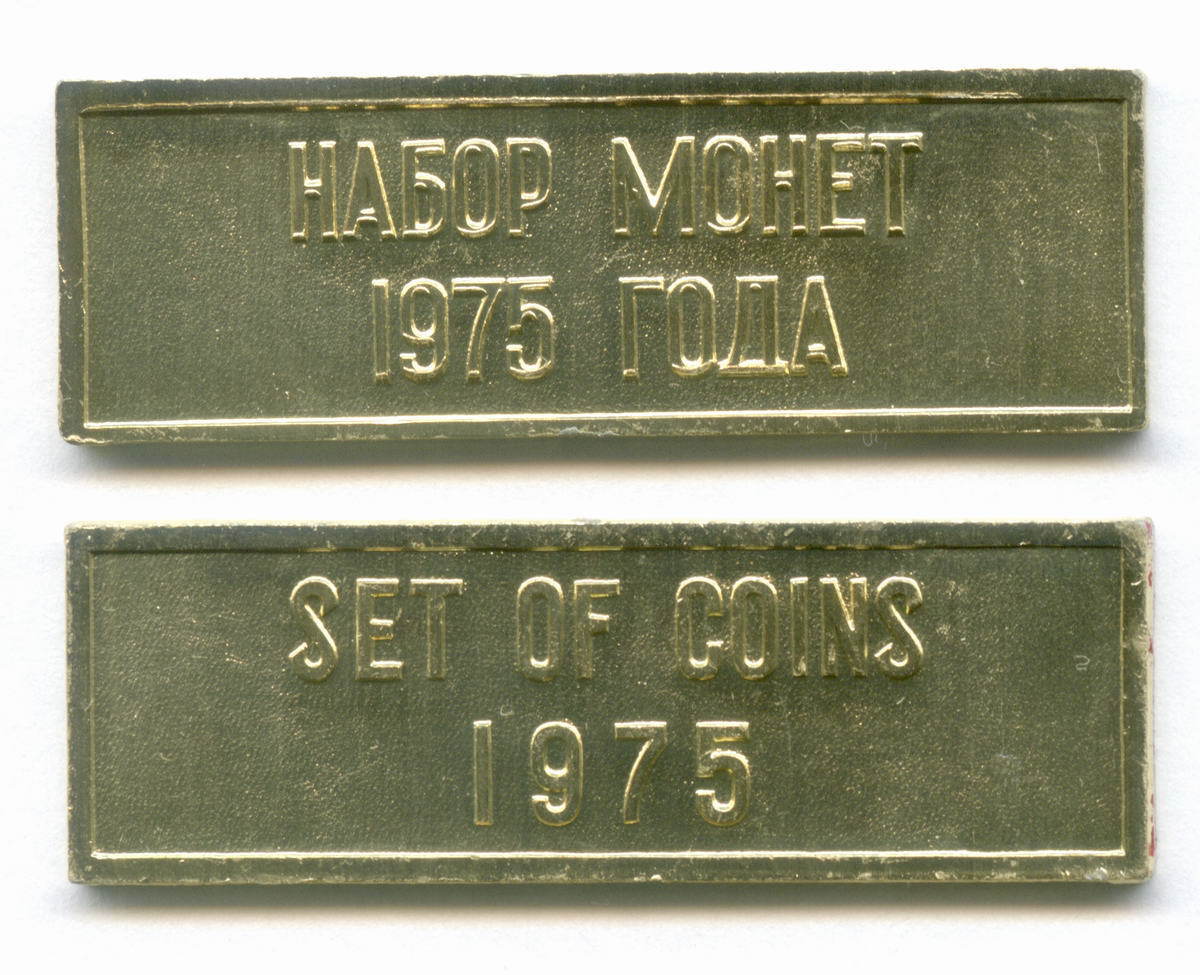 НАБОР МОНЕТ
1975 ГОДА
SET OF COINS
1975